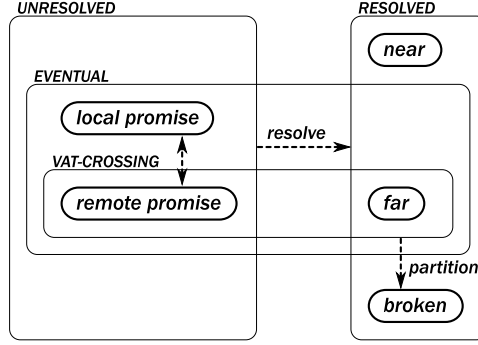 UNRESOLVED
RESOLVED
near
EVENTUAL
local promise
resolve
VAT-CROSSING
remote promise
far
partition
broken